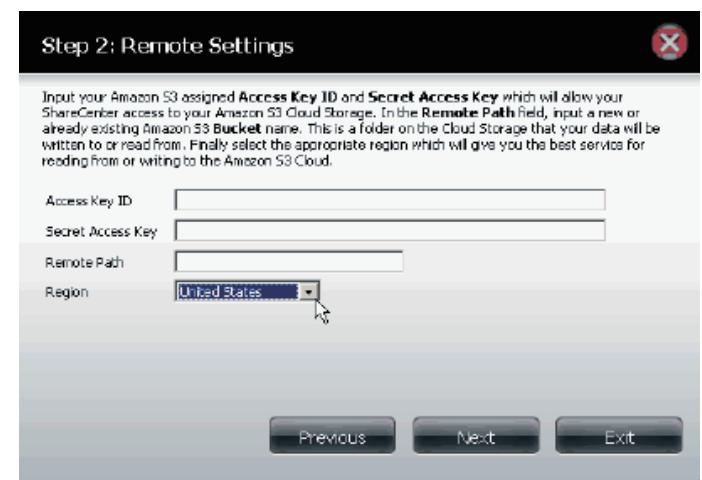 Step 2: Remote Settings
Input your Amazon S3 assigned Access Key ID and Secret Access Key which will allow your
ShareCenter access to your Amazon S3 Cloud Storage. In the Remote Path field, input a new or
already existing Amazon S3 Bucket name. This is a folder on the Cloud Storage that your data will be
written to or read from. Finally select the appropriate region which will give you the best service for
reading from or writing to the Amazon S3 Cloud.
Access Key ID
Secret Access Key
Remote Path
Region United States
Previous Next Exit